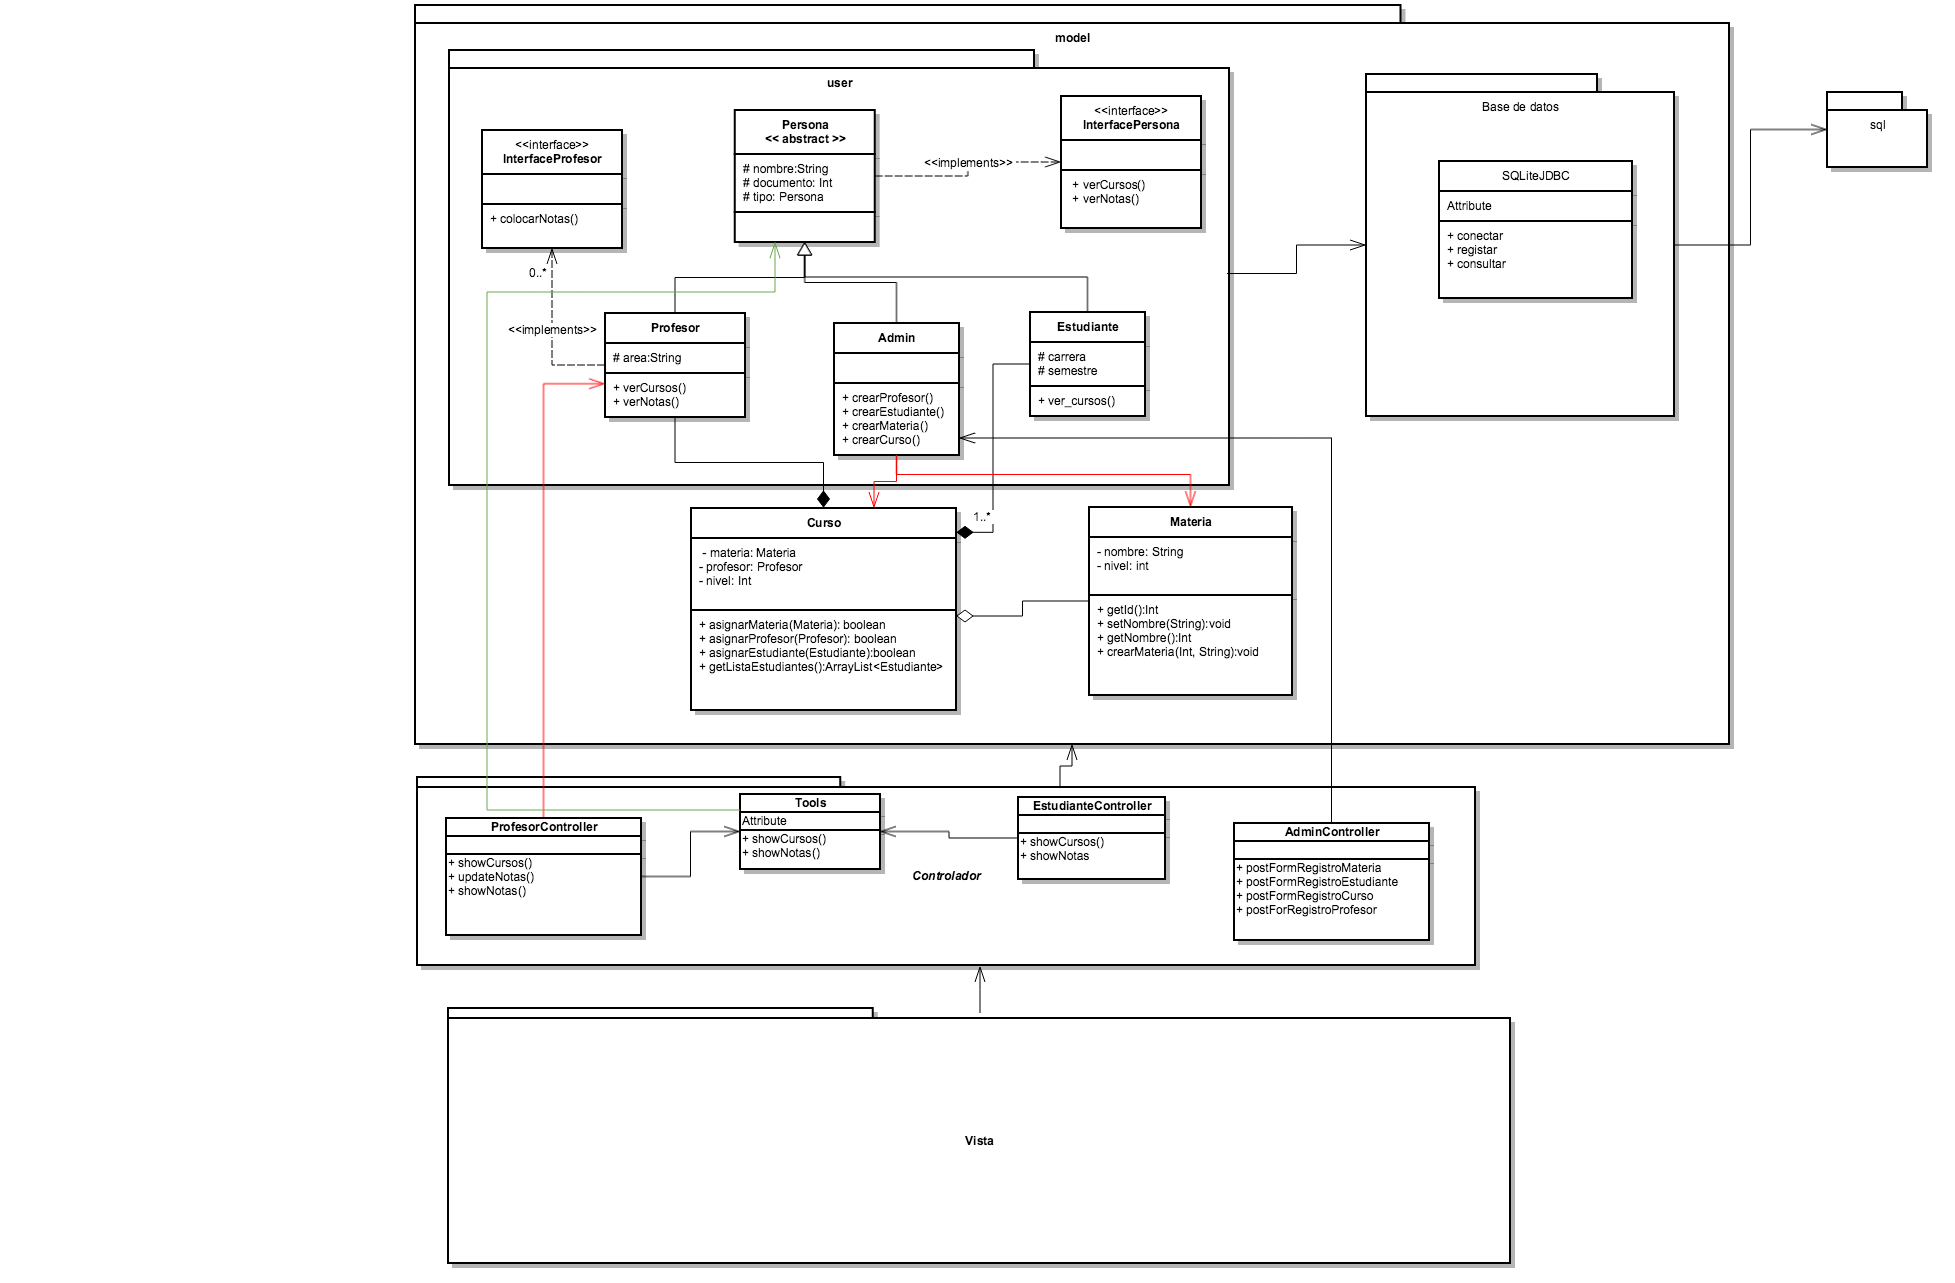 model
user
<<interface>>
InterfaceProfesor
+ colocarNotas()
Persona
<< abstract >>
# nombre:String
# documento: Int
# tipo: Persona
<<implements>>
<<interface>>
InterfacePersona
+ verCursos()
+ verNotas()
Base de datos
SQLiteJDBC
Attribute
+ conectar
+ registar
+ consultar
sql
0..*
<<implements>>
Profesor
# area:String
+ verCursos()
+ verNotas()
Admin
+ crearProfesor()
+ crearEstudiante()
+ crearMateria()
+ crearCurso()
Estudiante
# carrera
# semestre
+ ver_cursos()
1..*
Curso
- materia: Materia
- profesor: Profesor
- nivel: Int
+ asignarMateria(Materia): boolean
+ asignarProfesor(Profesor): boolean
+ asignarEstudiante(Estudiante):boolean
+ getListaEstudiantes():ArrayList<Estudiante>
Materia
- nombre: String
- nivel: int
+ getId():Int
+ setNombre(String):void
+ getNombre():Int
+ crearMateria(Int, String):void
ProfesorController
+ showCursos()
+ updateNotas()
+ showNotas()
Tools
Attribute
+ showCursos()
+ showNotas()
Controlador
EstudianteController
+ showCursos()
+ showNotas
AdminController
+ postFormRegistroMateria
+ postFormRegistroEstudiante
+ postFormRegistroCurso
+ postForRegistroProfesor
Vista